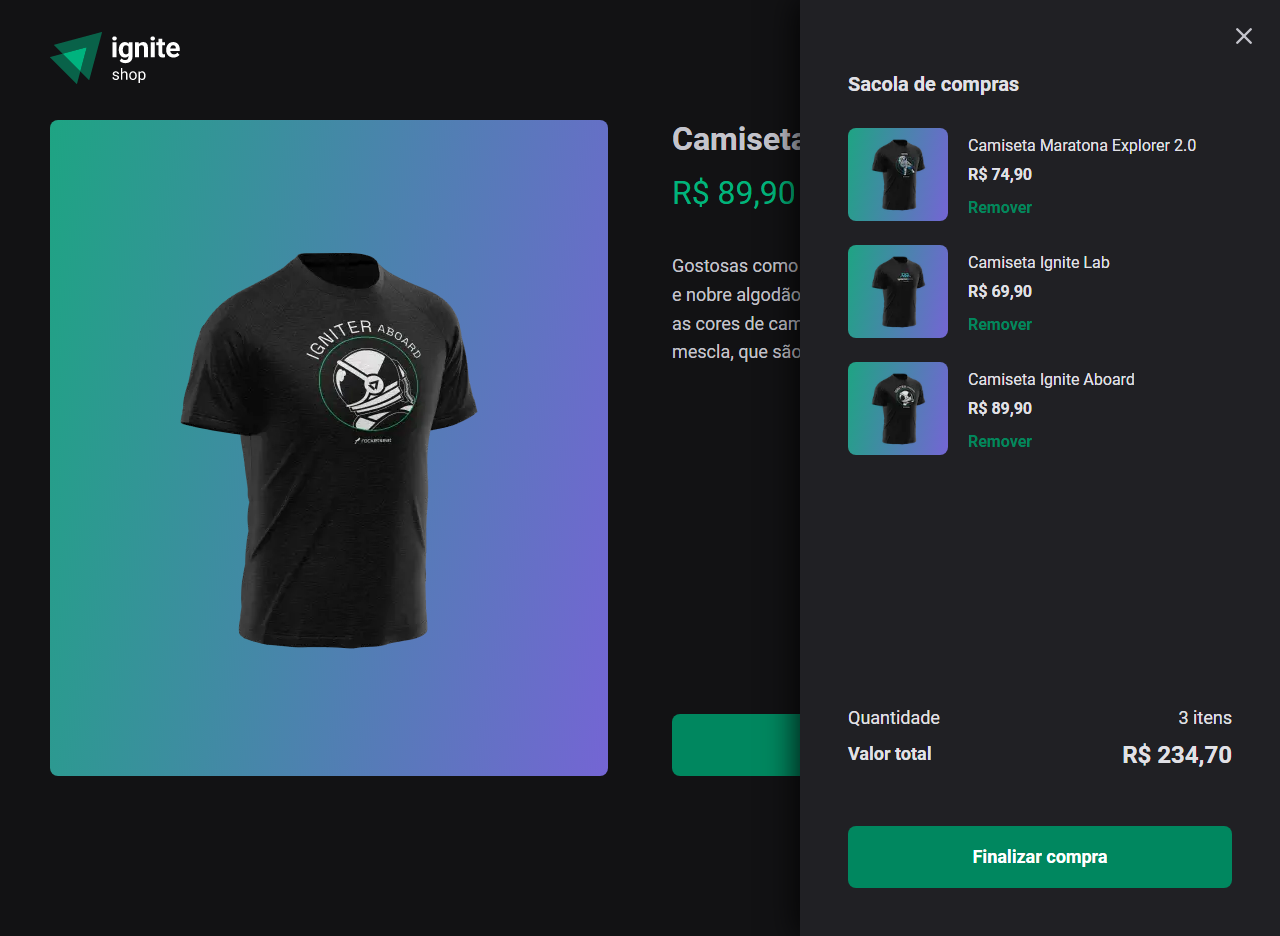 ignite
shop
Camiseta
R$ 89,90
Gostosas como
e nobre algodão
as cores de cam
mescla, que são
IGNITER ABOARD
rocketseat
Sacola de compras
Camiseta Maratona Explorer 2.0
R$ 74,90
Remover
Camiseta Ignite Lab
R$ 69,90
Remover
Camiseta Ignite Aboard
R$ 89,90
Remover
Quantidade 3 itens
Valor total R$ 234,70
Finalizar compra